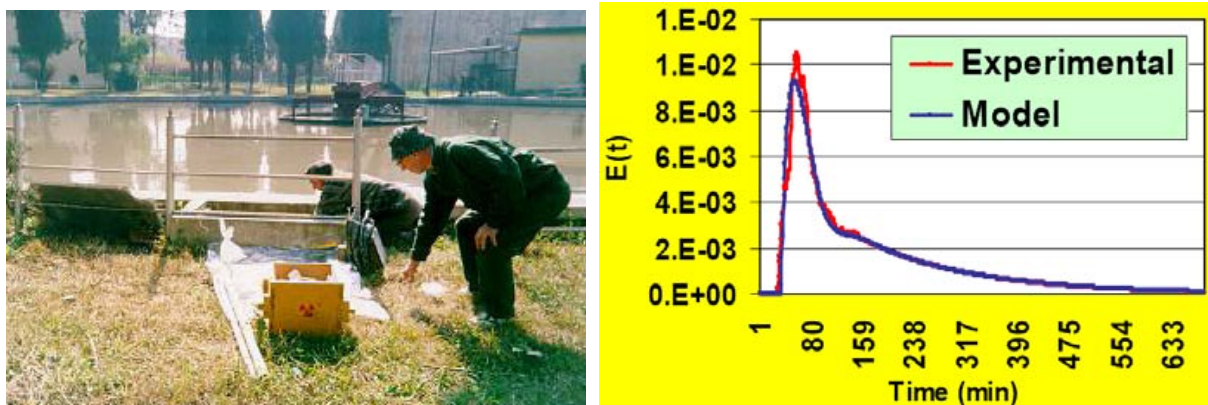 1.E-02
1.E-02
8.E-03
6.E-03
4.E-03
2.E-03
0.E+00
E(t)
Experimental
Model
1
80
159
238
317
396
475
554
633
Time (min)